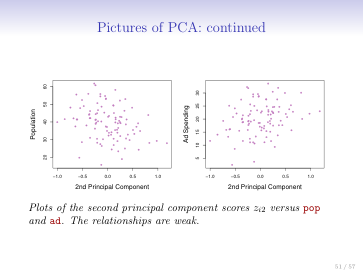 Pictures of PCA: continued
Population
20 30 40 50 60
-1.0 -0.5 0.0 0.5 1.0
2nd Principal Component
Ad Spending
5 10 15 20 25 30
-1.0 -0.5 0.0 0.5 1.0
2nd Principal Component
Plots of the second principal component scores zi2 versus pop
and ad. The relationships are weak.
51 / 57